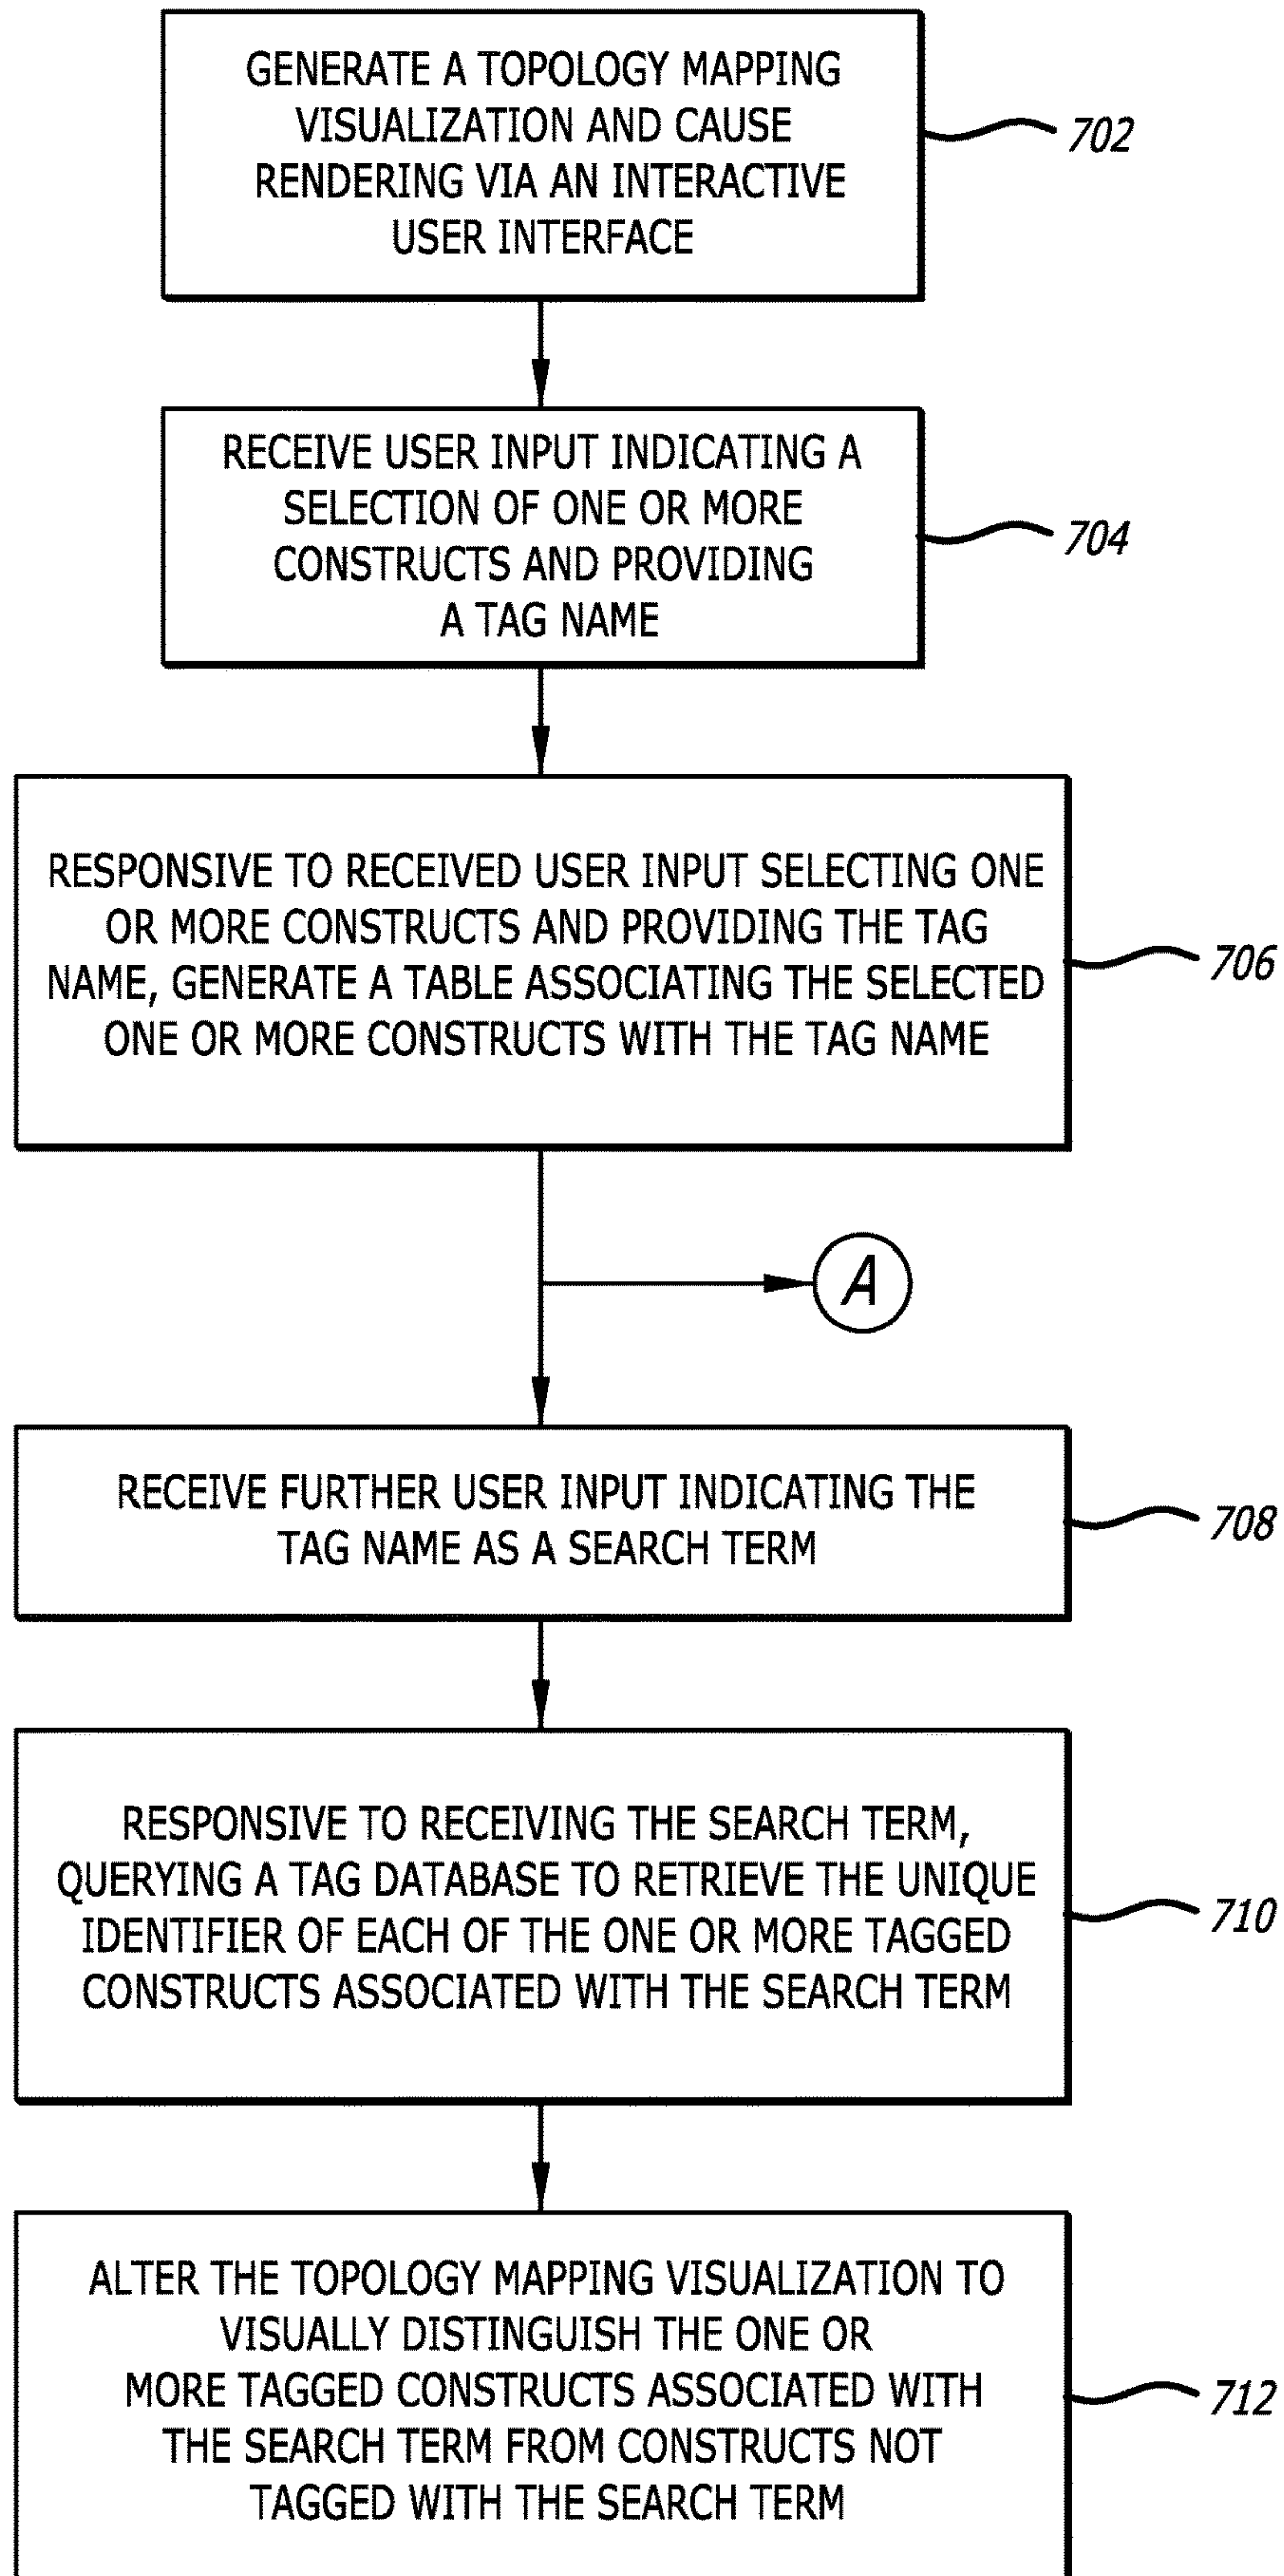 GENERATE A TOPOLOGY MAPPING
VISUALIZATION AND CAUSE
RENDERING VIA AN INTERACTIVE
USER INTERFACE
702
RECEIVE USER INPUT INDICATING A
SELECTION OF ONE OR MORE
CONSTRUCTS AND PROVIDING
A TAG NAME
704
RESPONSIVE TO RECEIVED USER INPUT SELECTING ONE
OR MORE CONSTRUCTS AND PROVIDING THE TAG
NAME, GENERATE A TABLE ASSOCIATING THE SELECTED
ONE OR MORE CONSTRUCTS WITH THE TAG NAME
706
A
RECEIVE FURTHER USER INPUT INDICATING THE
TAG NAME AS A SEARCH TERM
708
RESPONSIVE TO RECEIVING THE SEARCH TERM,
QUERYING A TAG DATABASE TO RETRIEVE THE UNIQUE
IDENTIFIER OF EACH OF THE ONE OR MORE TAGGED
CONSTRUCTS ASSOCIATED WITH THE SEARCH TERM
710
ALTER THE TOPOLOGY MAPPING VISUALIZATION TO
VISUALLY DISTINGUISH THE ONE OR
MORE TAGGED CONSTRUCTS ASSOCIATED WITH
THE SEARCH TERM FROM CONSTRUCTS NOT
TAGGED WITH THE SEARCH TERM
712